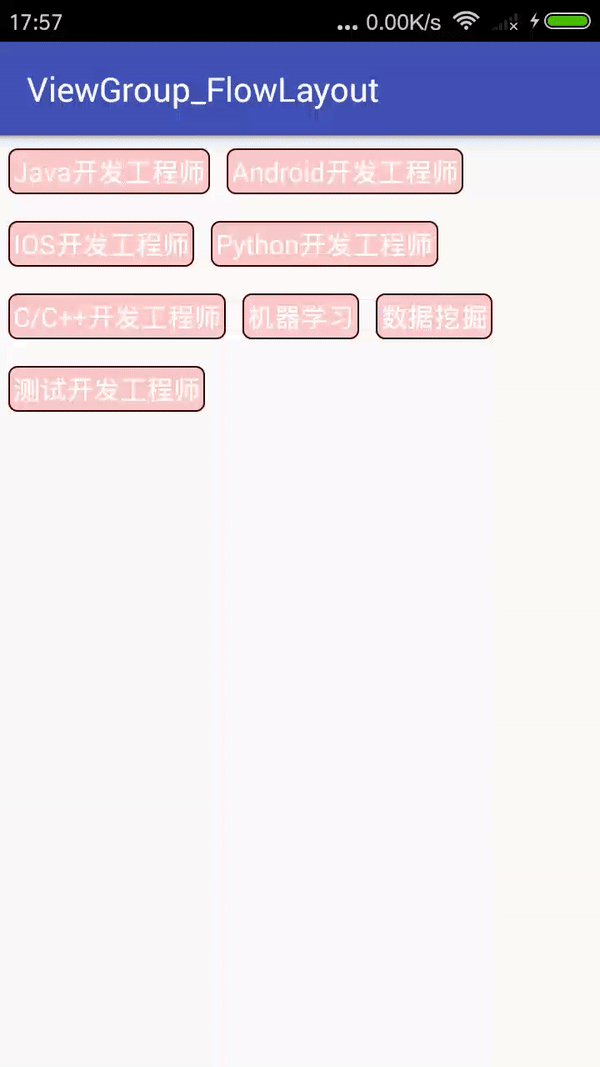 17:57 ... 0.00K/s
ViewGroup_FlowLayout
Java开发工程师 Android开发工程师
IOS开发工程师 Python开发工程师
C/C++开发工程师 机器学习 数据挖掘
测试开发工程师